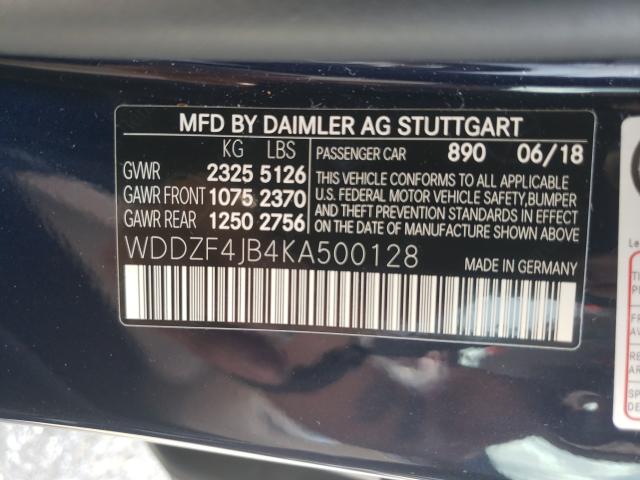 MFD BY DAIMLER AG STUTTGART
KG LBS
GVWR 2325 5126
GAWR FRONT 1075 2370
GAWR REAR 1250 2756
PASSENGER CAR 890 06/18
THIS VEHICLE CONFORMS TO ALL APPLICABLE
U.S. FEDERAL MOTOR VEHICLE SAFETY, BUMPER
AND THEFT PREVENTION STANDARDS IN EFFECT
ON THE DATE OF MANUFACTURE SHOWN ABOVE.
WDDZF4JB4KA500128 MADE IN GERMANY
Le